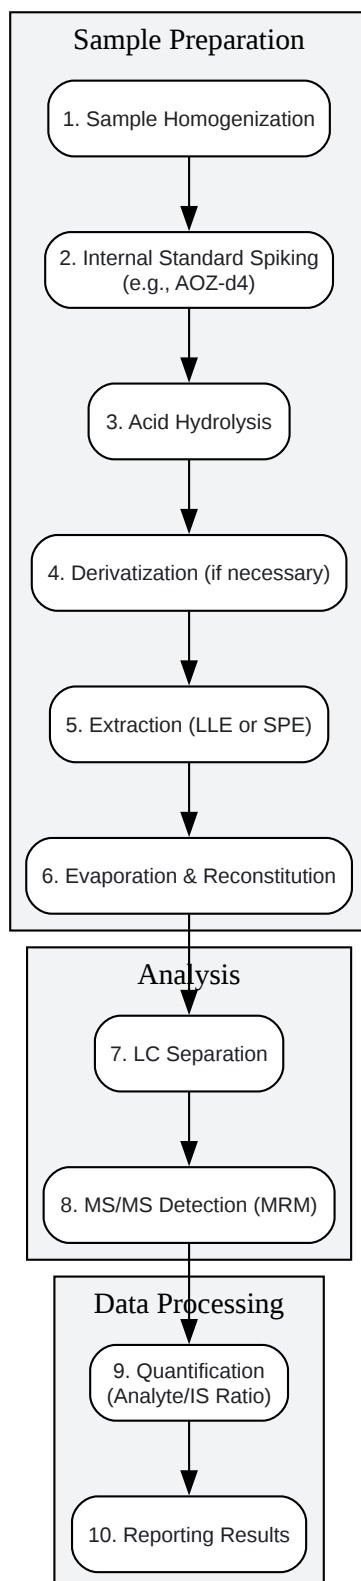 Sample Preparation
1. Sample Homogenization
2. Internal Standard Spiking
(e.g., AOZ-d4)
3. Acid Hydrolysis
4. Derivatization (if necessary)
5. Extraction (LLE or SPE)
6. Evaporation & Reconstitution
Analysis
7. LC Separation
8. MS/MS Detection (MRM)
Data Processing
9. Quantification
(Analyte/IS Ratio)
10. Reporting Results